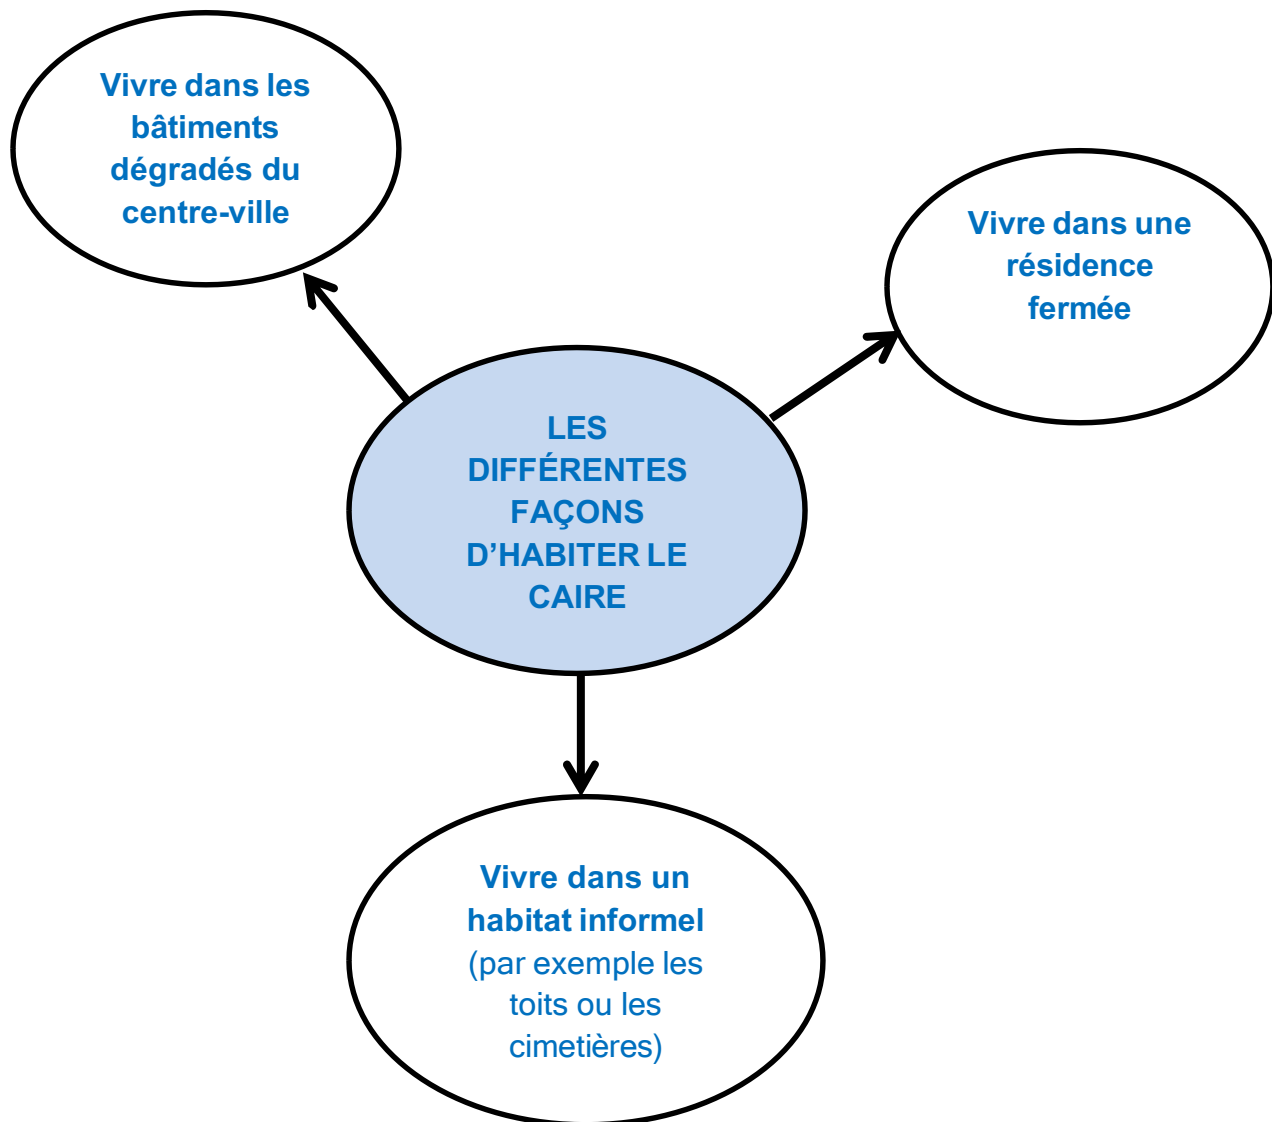 Vivre dans les
bâtiments
dégradés du
centre-ville
Vivre dans une
résidence
fermée
LES
DIFFÉRENTES
FAÇONS
D’HABITER LE
CAIRE
Vivre dans un
habitat informel
(par exemple les
toits ou les
cimetières)